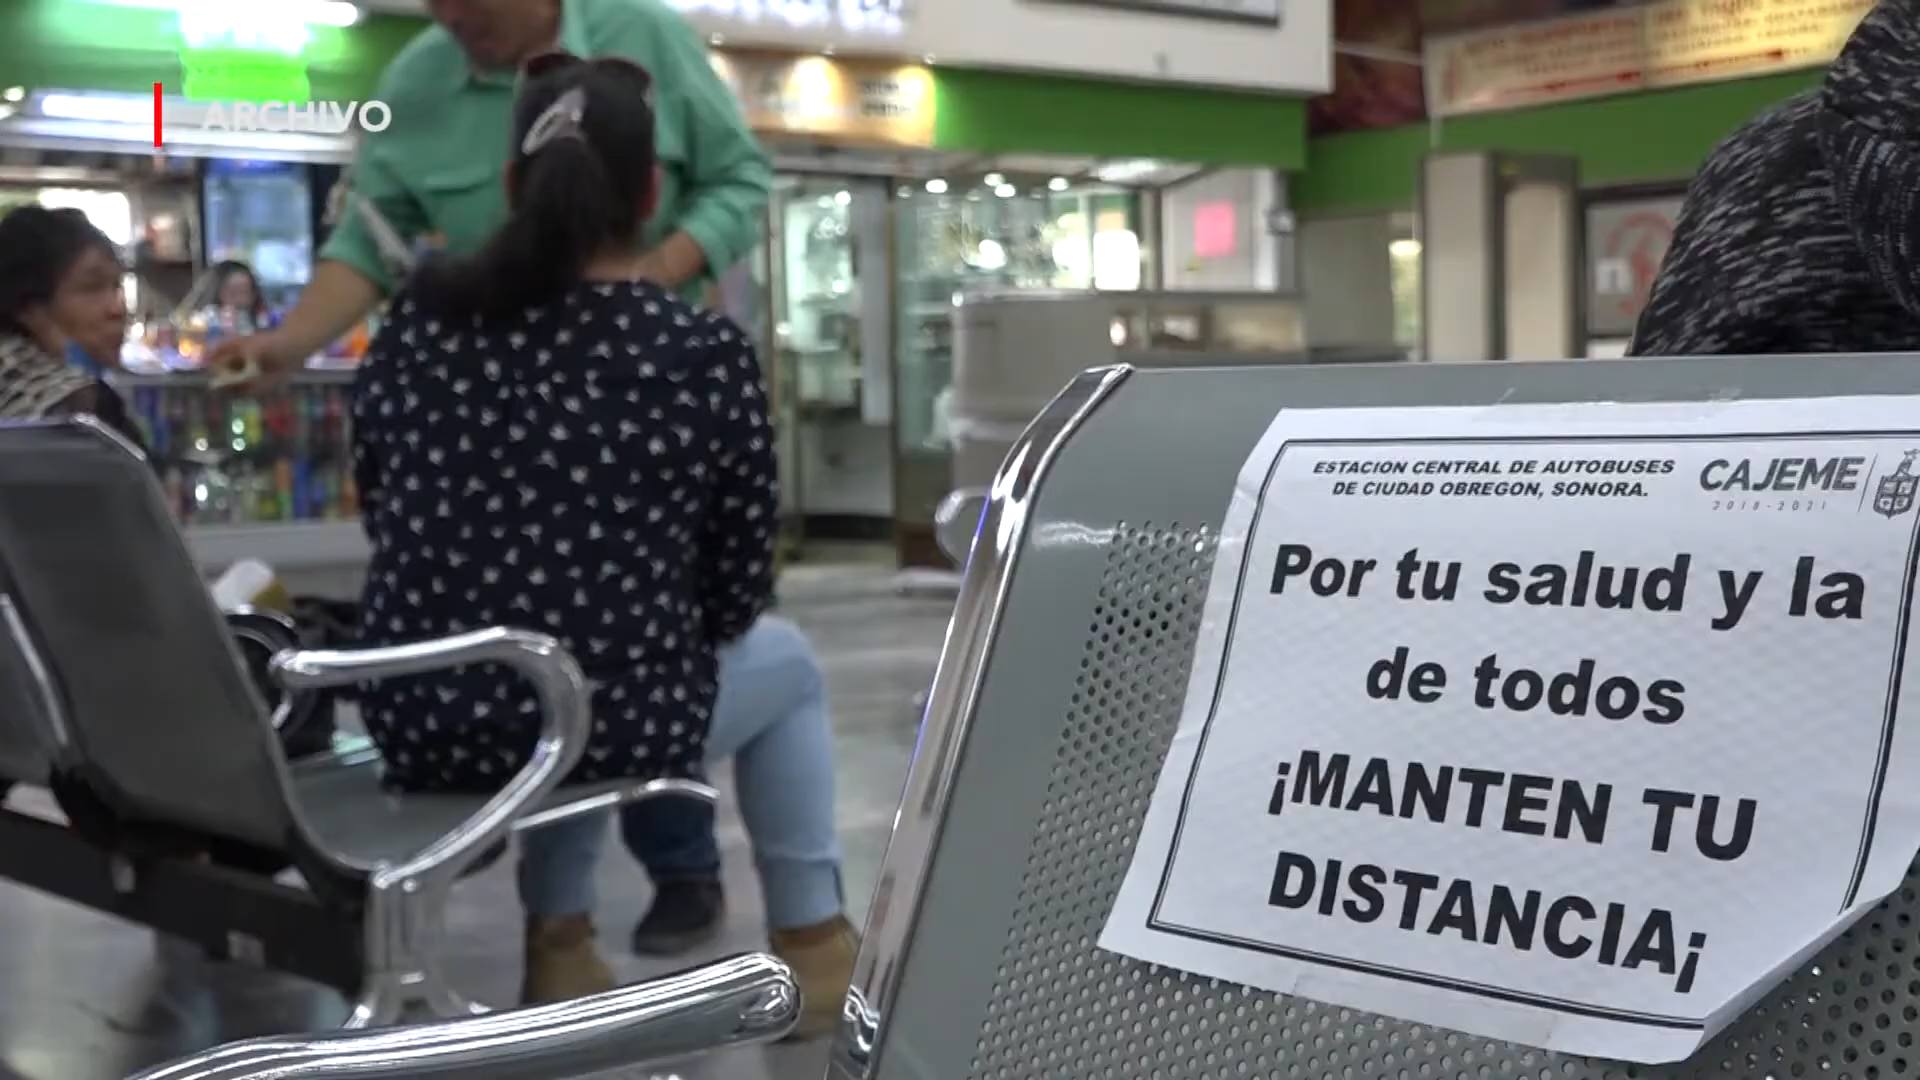 ARCHIVO
ESTACION CENTRAL DE AUTOBUSES
DE CIUDAD OBREGON, SONORA.
CAJEME
2018-2021
Por tu salud y la
de todos
¡MANTEN TU
DISTANCIA¡